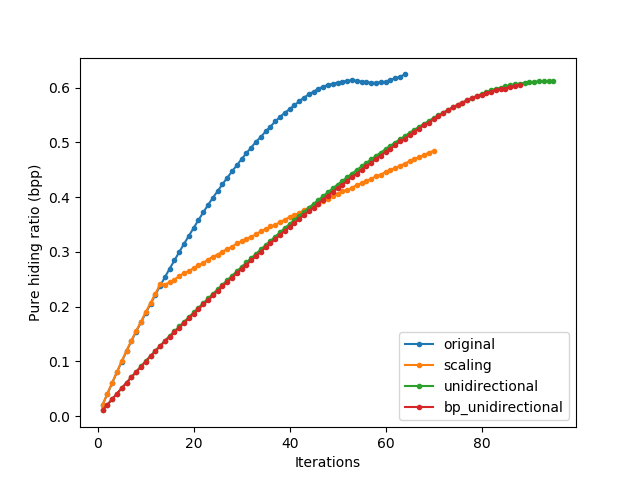 0.6
0.5
0.4
0.3
0.2
0.1
0.0
Pure hiding ratio (bpp)
0
20
40
60
80
Iterations
original
scaling
unidirectional
bp_unidirectional